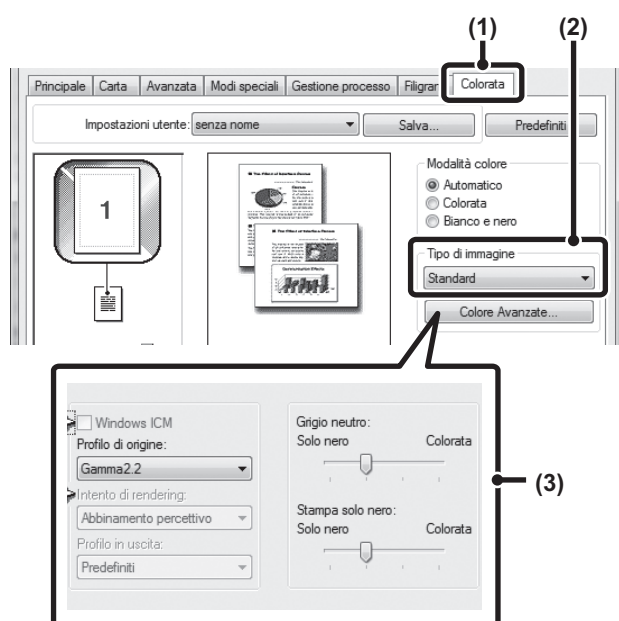 (1) (2)
Principale Carta Avanzata Modi speciali Gestione processo Filigran Colorata
Impostazioni utente: senza nome Salva... Predefiniti
1
Modalità colore
Automatico
Colorata
Bianco e nero
Tipo di immagine
Standard
Colore Avanzate...
Windows ICM
Profilo di origine:
Gamma2.2
Intento di rendering:
Abbinamento percettivo
Profilo in uscita:
Predefiniti
Grigio neutro:
Solo nero Colorata
Stampa solo nero:
Solo nero Colorata
(3)